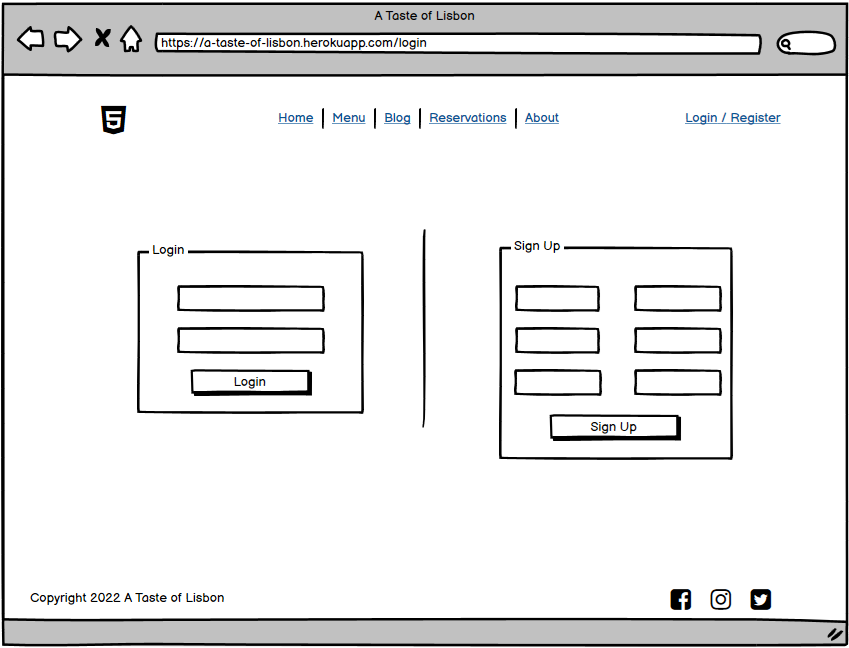 A Taste of Lisbon
https://a-taste-of-lisbon.herokuapp.com/login
5
Home Menu Blog Reservations About Login / Register
Login
Login
Sign Up
Sign Up
Copyright 2022 A Taste of Lisbon